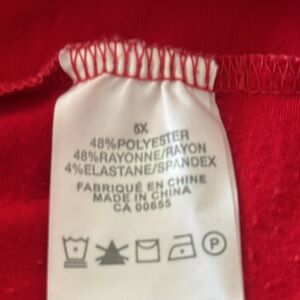 5X
48%POLYESTER
48%RAYONNE/RAYON
4%ELASTANE/SPANDEX
FABRIQUÉ EN CHINE
MADE IN CHINA
CA 00655
P